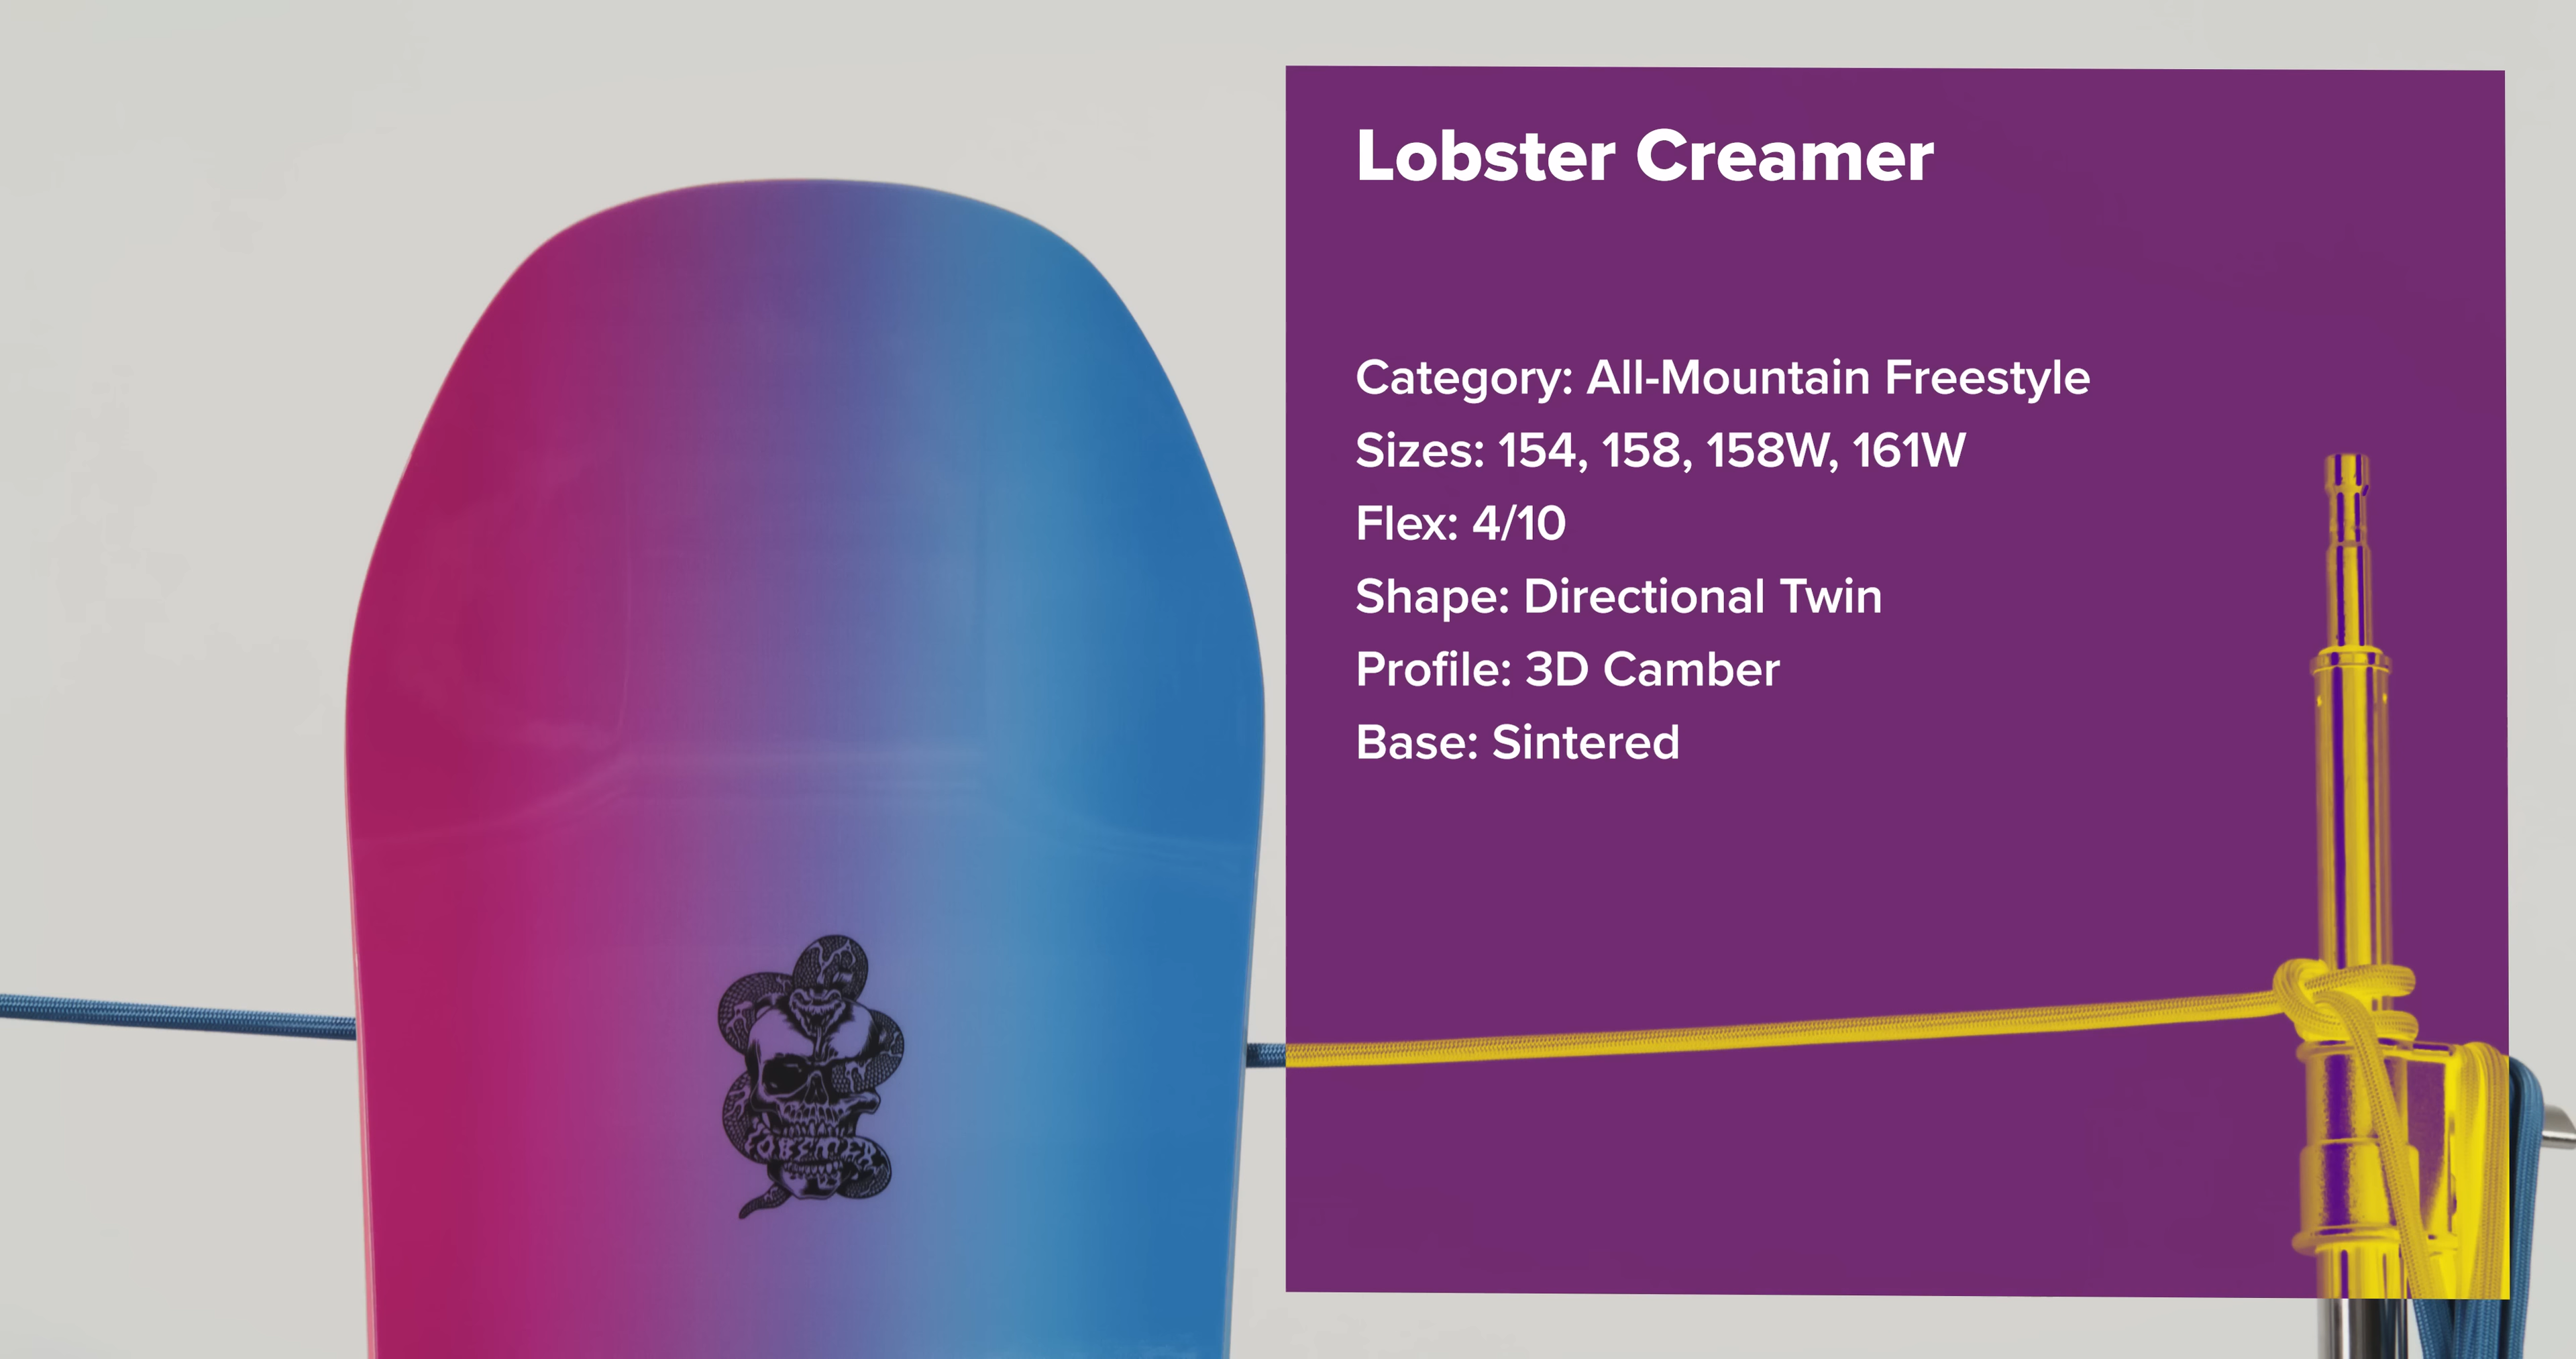 Lobster Creamer
Category: All-Mountain Freestyle
Sizes: 154, 158, 158W, 161W
Flex: 4/10
Shape: Directional Twin
Profile: 3D Camber
Base: Sintered
LOBSTER